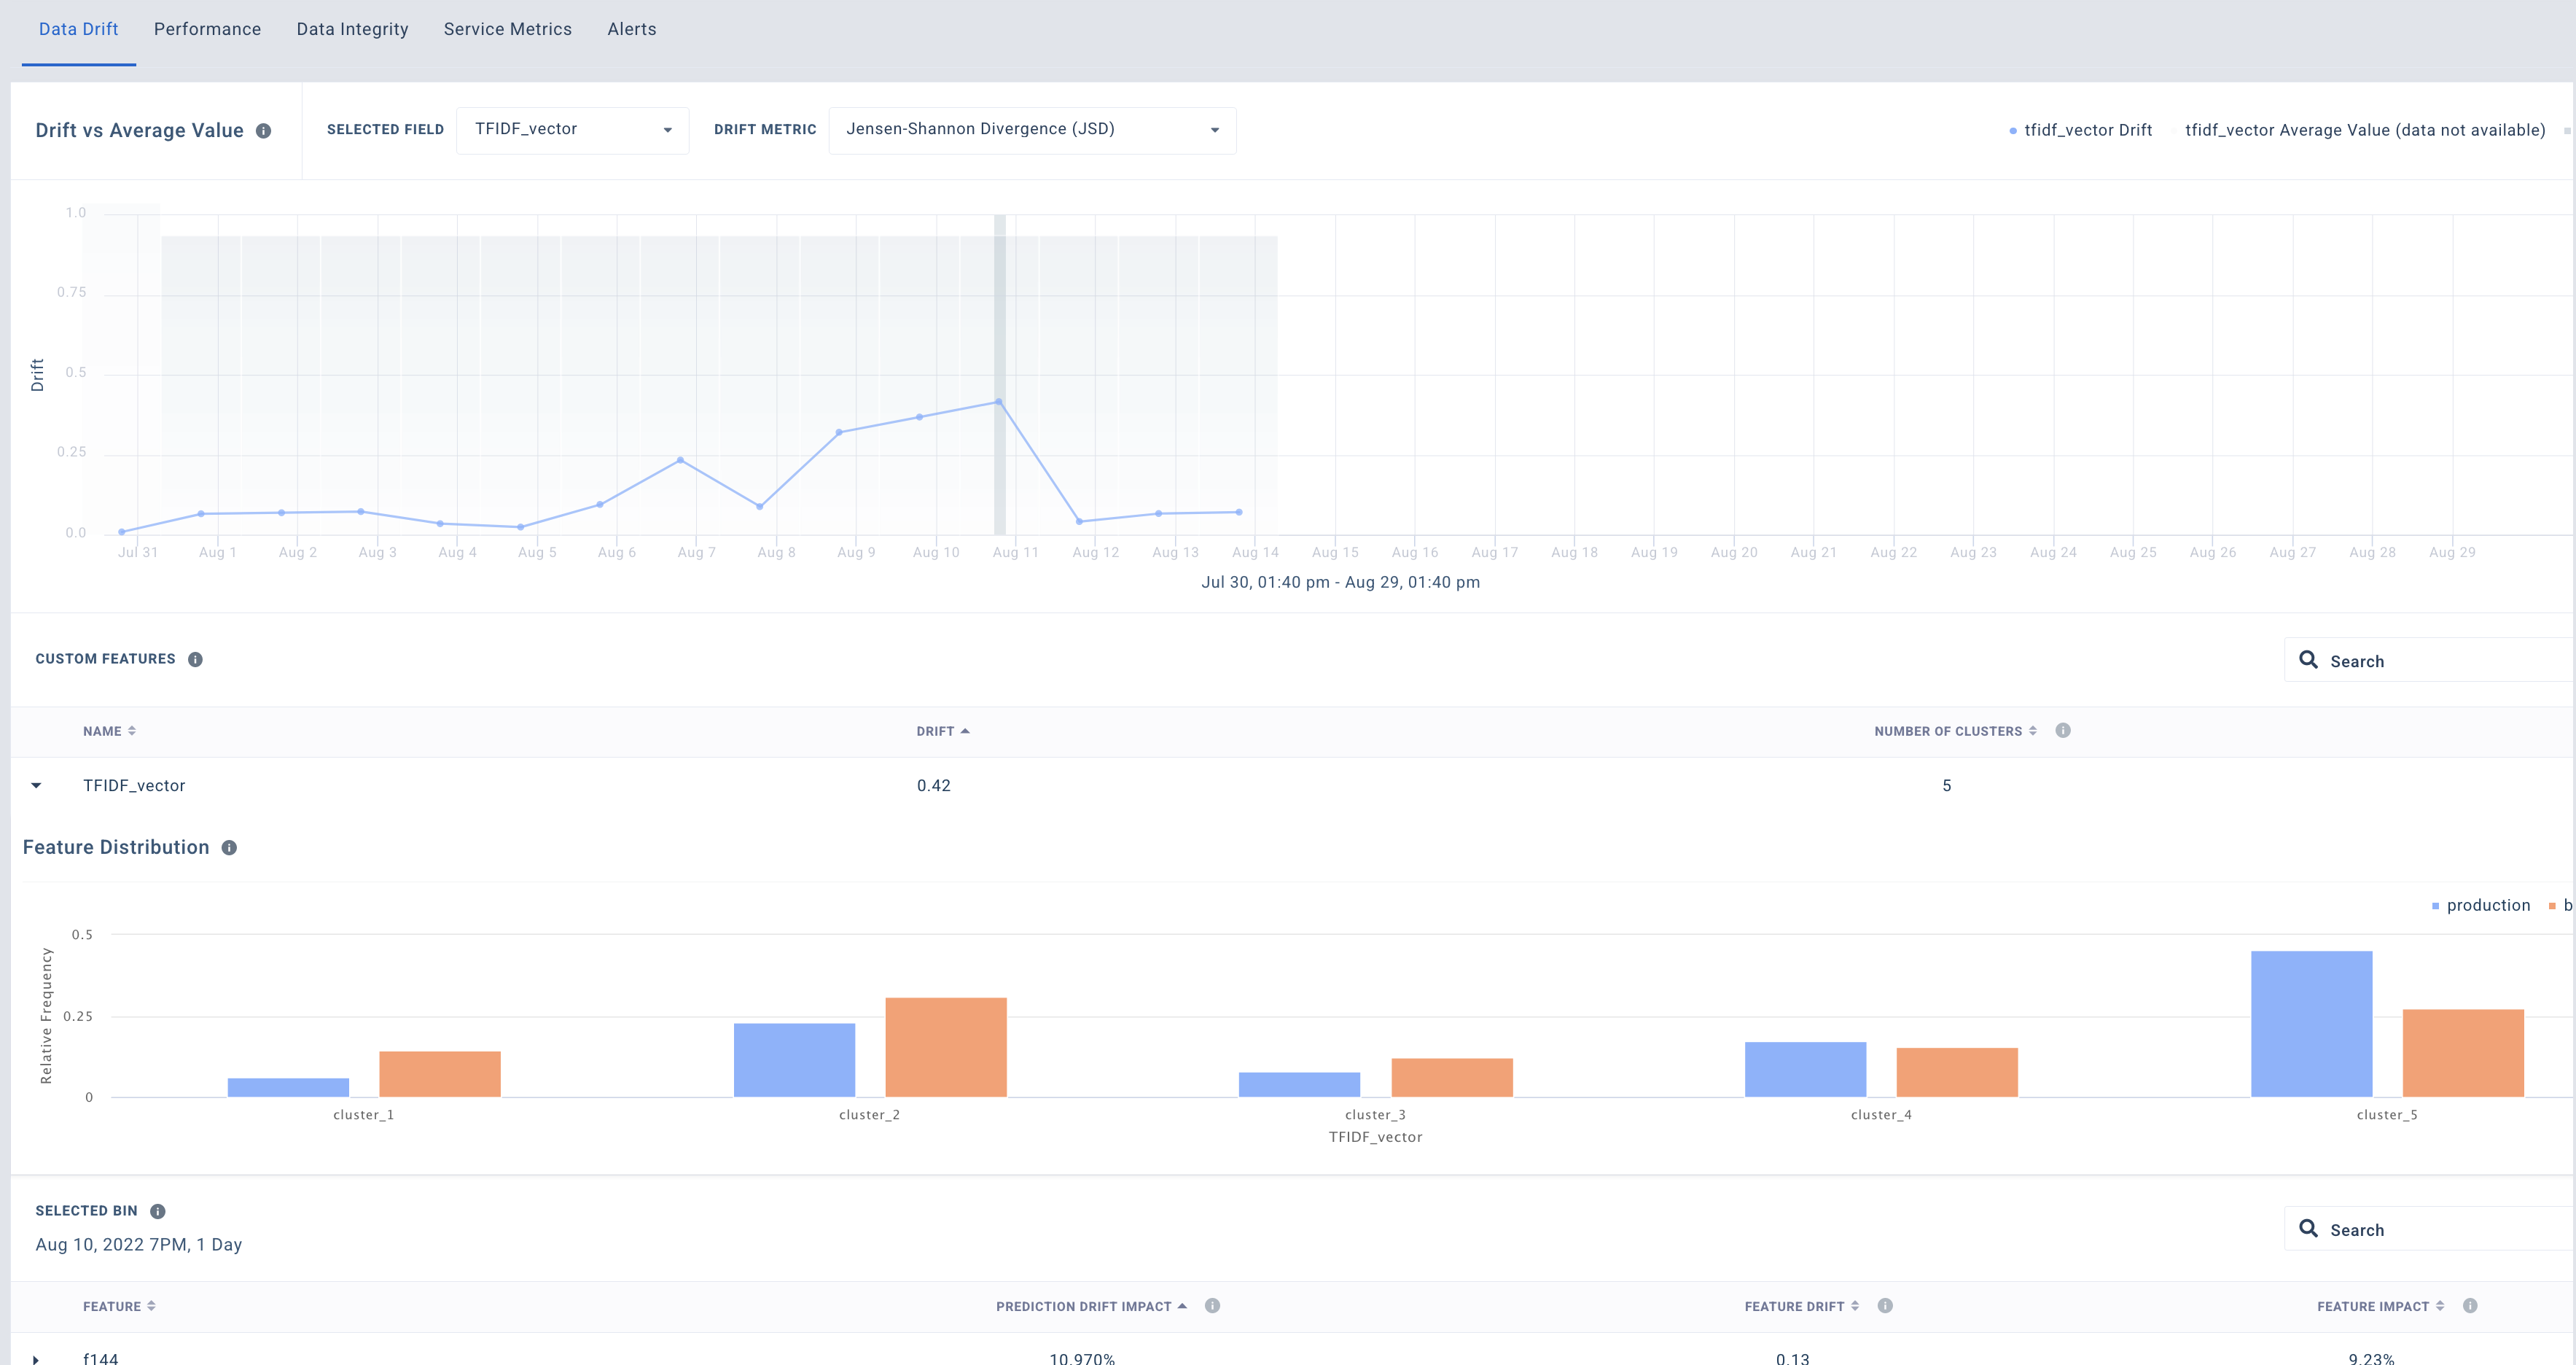 Data Drift Performance Data Integrity Service Metrics Alerts
Drift vs Average Value SELECTED FIELD TFIDF_vector DRIFT METRIC Jensen-Shannon Divergence (JSD) tfidf_vector Drift tfidf_vector Average Value (data not available)
1.0
0.75
0.5
0.25
0.0
Drift
Jul 31 Aug 1 Aug 2 Aug 3 Aug 4 Aug 5 Aug 6 Aug 7 Aug 8 Aug 9 Aug 10 Aug 11 Aug 12 Aug 13 Aug 14 Aug 15 Aug 16 Aug 17 Aug 18 Aug 19 Aug 20 Aug 21 Aug 22 Aug 23 Aug 24 Aug 25 Aug 26 Aug 27 Aug 28 Aug 29
Jul 30, 01:40 pm - Aug 29, 01:40 pm
CUSTOM FEATURES Search
NAME DRIFT NUMBER OF CLUSTERS
TFIDF_vector 0.42 5
Feature Distribution
production b
0.5
0.25
0
Relative Frequency
cluster_1 cluster_2 cluster_3 cluster_4 cluster_5
TFIDF_vector
SELECTED BIN
Aug 10, 2022 7PM, 1 Day Search
FEATURE PREDICTION DRIFT IMPACT FEATURE DRIFT FEATURE IMPACT
f144 10.970% 0.13 9.23%